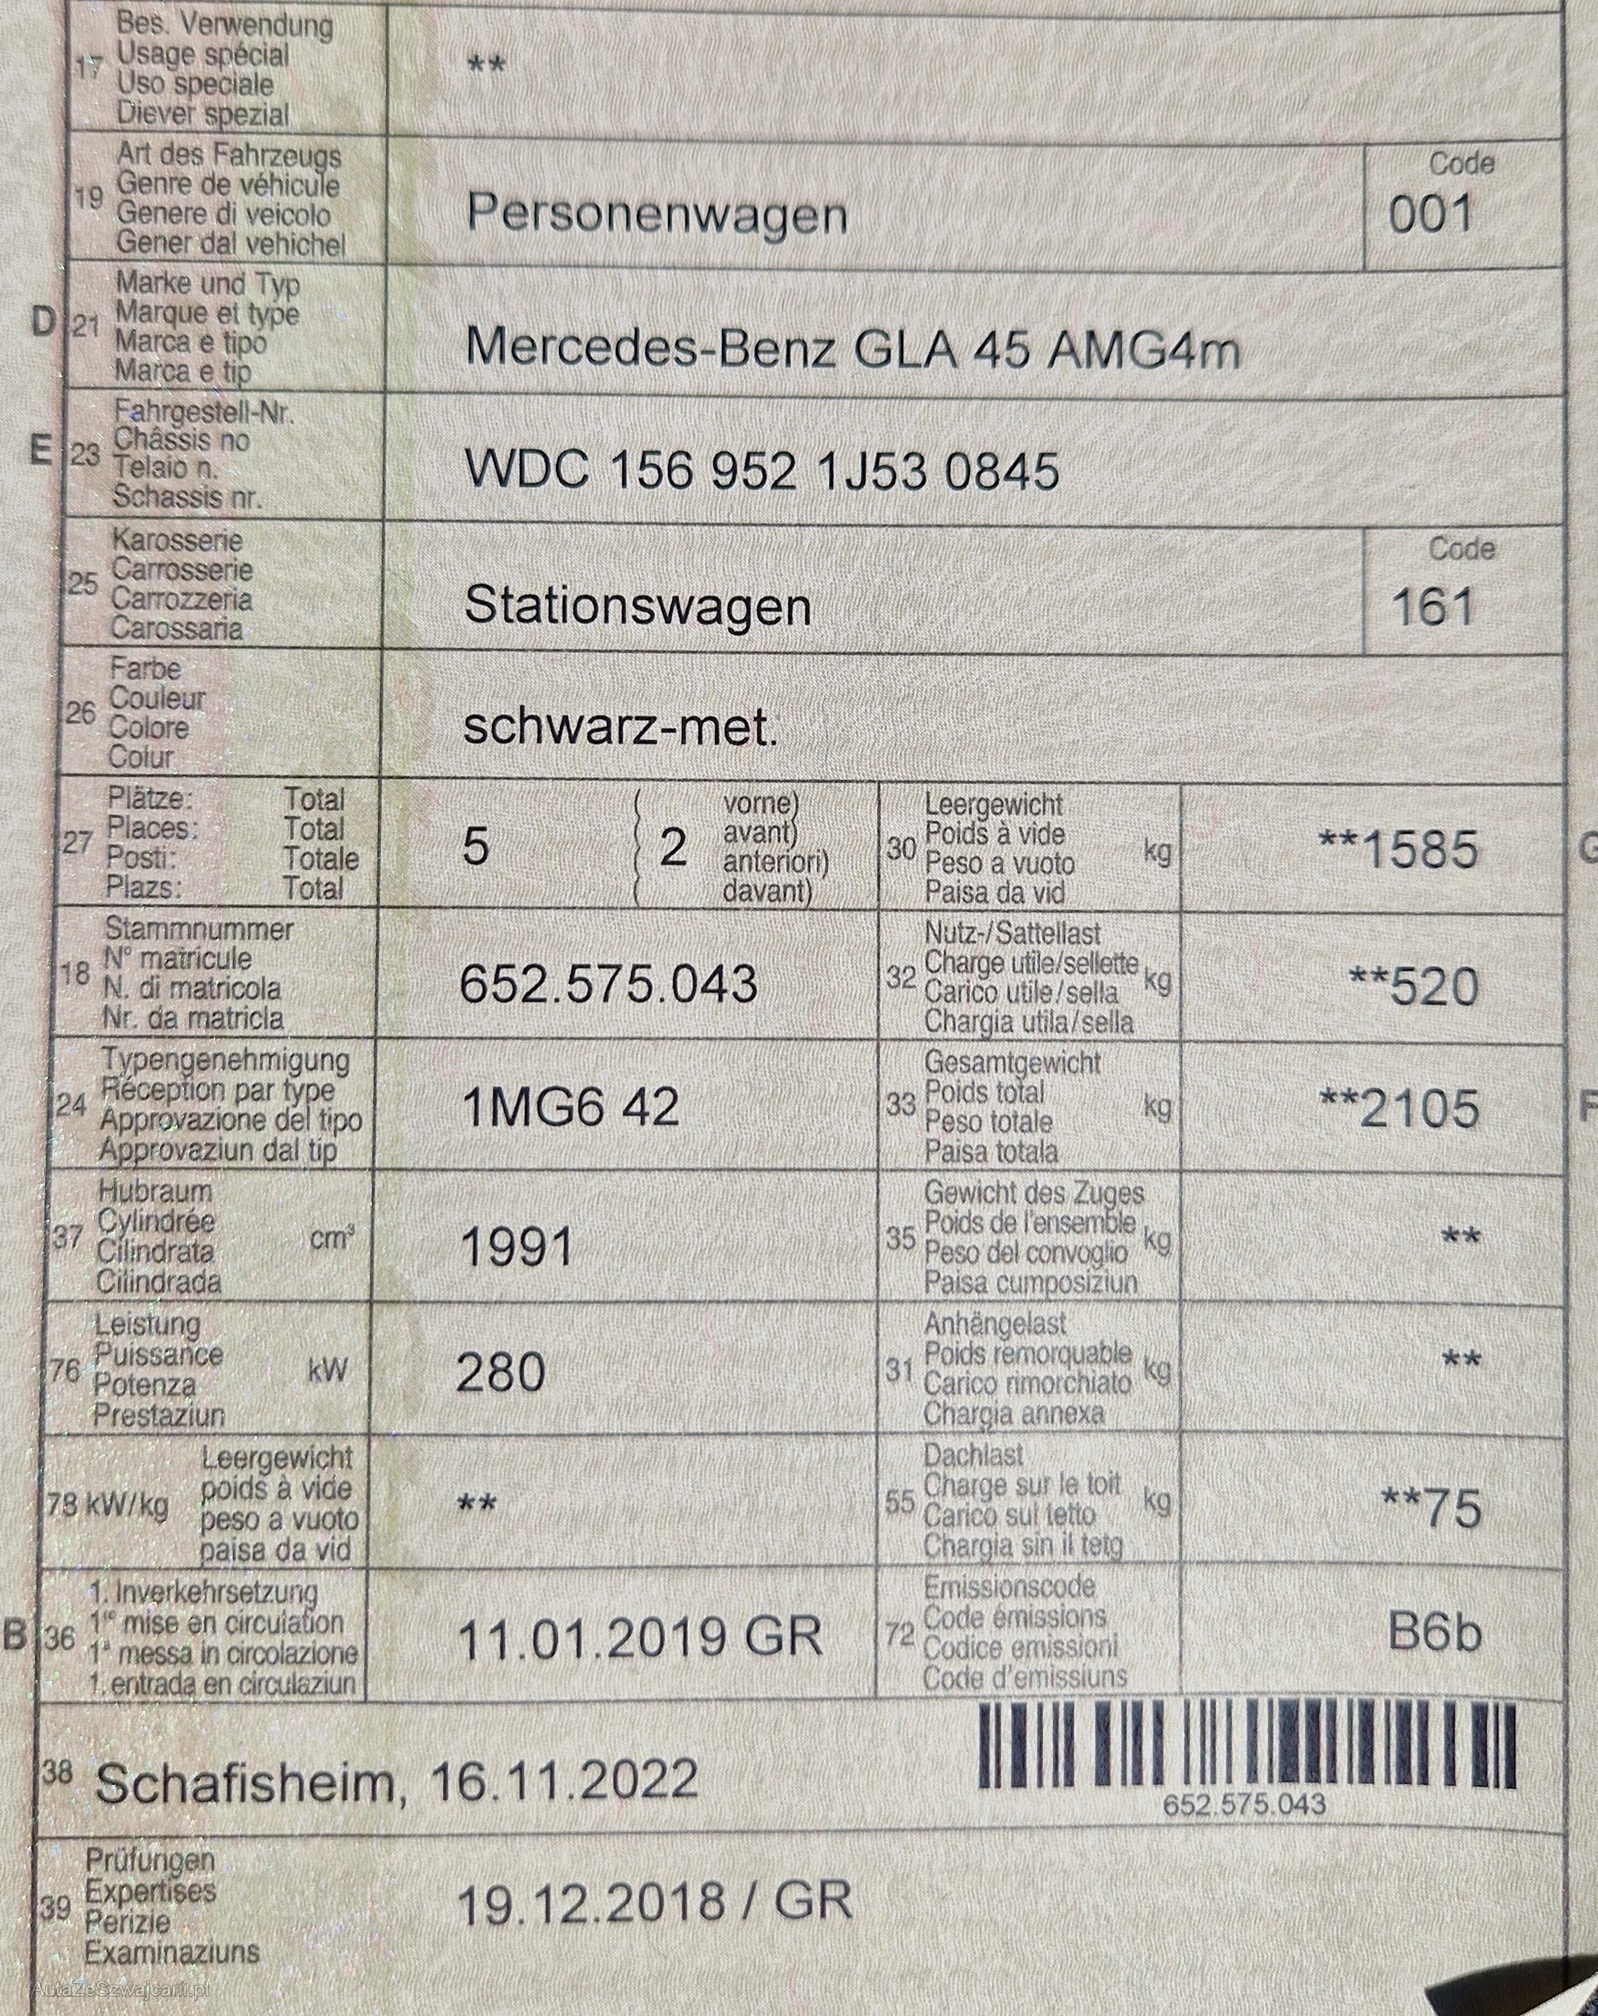 17 Bes. Verwendung
Usage spécial
Uso speciale
Diever spezial
**
19 Art des Fahrzeugs
Genre de véhicule
Genere di veicolo
Gener dal vehichel
Personenwagen
Code
001
D 21 Marke und Typ
Marque et type
Marca e tipo
Marca e tip
Mercedes-Benz GLA 45 AMG4m
E 23 Fahrgestell-Nr.
Châssis no
Telaio n.
Schassis nr.
WDC 156 952 1J53 0845
25 Karosserie
Carrosserie
Carrozzeria
Carossaria
Stationswagen
Code
161
26 Farbe
Couleur
Colore
Colur
schwarz-met.
27 Plätze: Total
Places: Total
Posti: Totale
Plazs: Total
5
( 2 vorne)
avant)
anteriori)
( davant)
30 Leergewicht
Poids à vide
Peso a vuoto
Paisa da vid
kg
**1585
G
18 Stammnummer
N° matricule
N. di matricola
Nr. da matricla
652.575.043
32 Nutz-/Sattellast
Charge utile/sellette
Carico utile/sella
Chargia utila/sella
kg
**520
24 Typengenehmigung
Réception par type
Approvazione del tipo
Approvaziun dal tip
1MG6 42
33 Gesamtgewicht
Poids total
Peso totale
Paisa totala
kg
**2105
F
37 Hubraum
Cylindrée
Cilindrata
Cilindrada
cm³
1991
35 Gewicht des Zuges
Poids de l'ensemble
Peso del convoglio
Paisa cumposiziun
kg
**
76 Leistung
Puissance
Potenza
Prestaziun
kW
280
31 Anhängelast
Poids remorquable
Carico rimorchiato
Chargia annexa
kg
**
78 kW/kg
Leergewicht
poids à vide
peso a vuoto
paisa da vid
**
55 Dachlast
Charge sur le toit
Carico sul tetto
Chargia sin il tetg
kg
**75
B 36 1. Inverkehrsetzung
1re mise en circulation
1a messa in circolazione
1. entrada en circulaziun
11.01.2019 GR
72 Emissionscode
Code émissions
Codice emissioni
Code d'emissiuns
B6b
38 Schafisheim, 16.11.2022
652.575.043
39 Prüfungen
Expertises
Perizie
Examinaziuns
19.12.2018 / GR
AutaZeSzwajcarii.pl